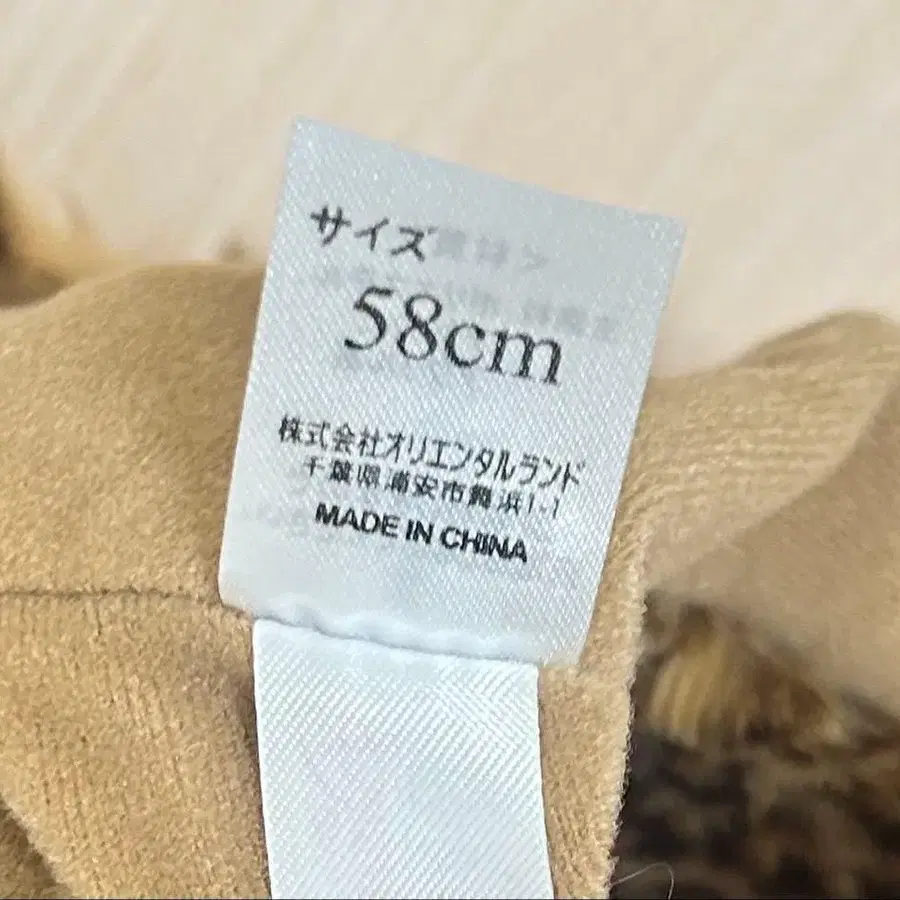 サイズ
58cm
株式会社オリエンタルランド
千葉県浦安市舞浜1-1
MADE IN CHINA